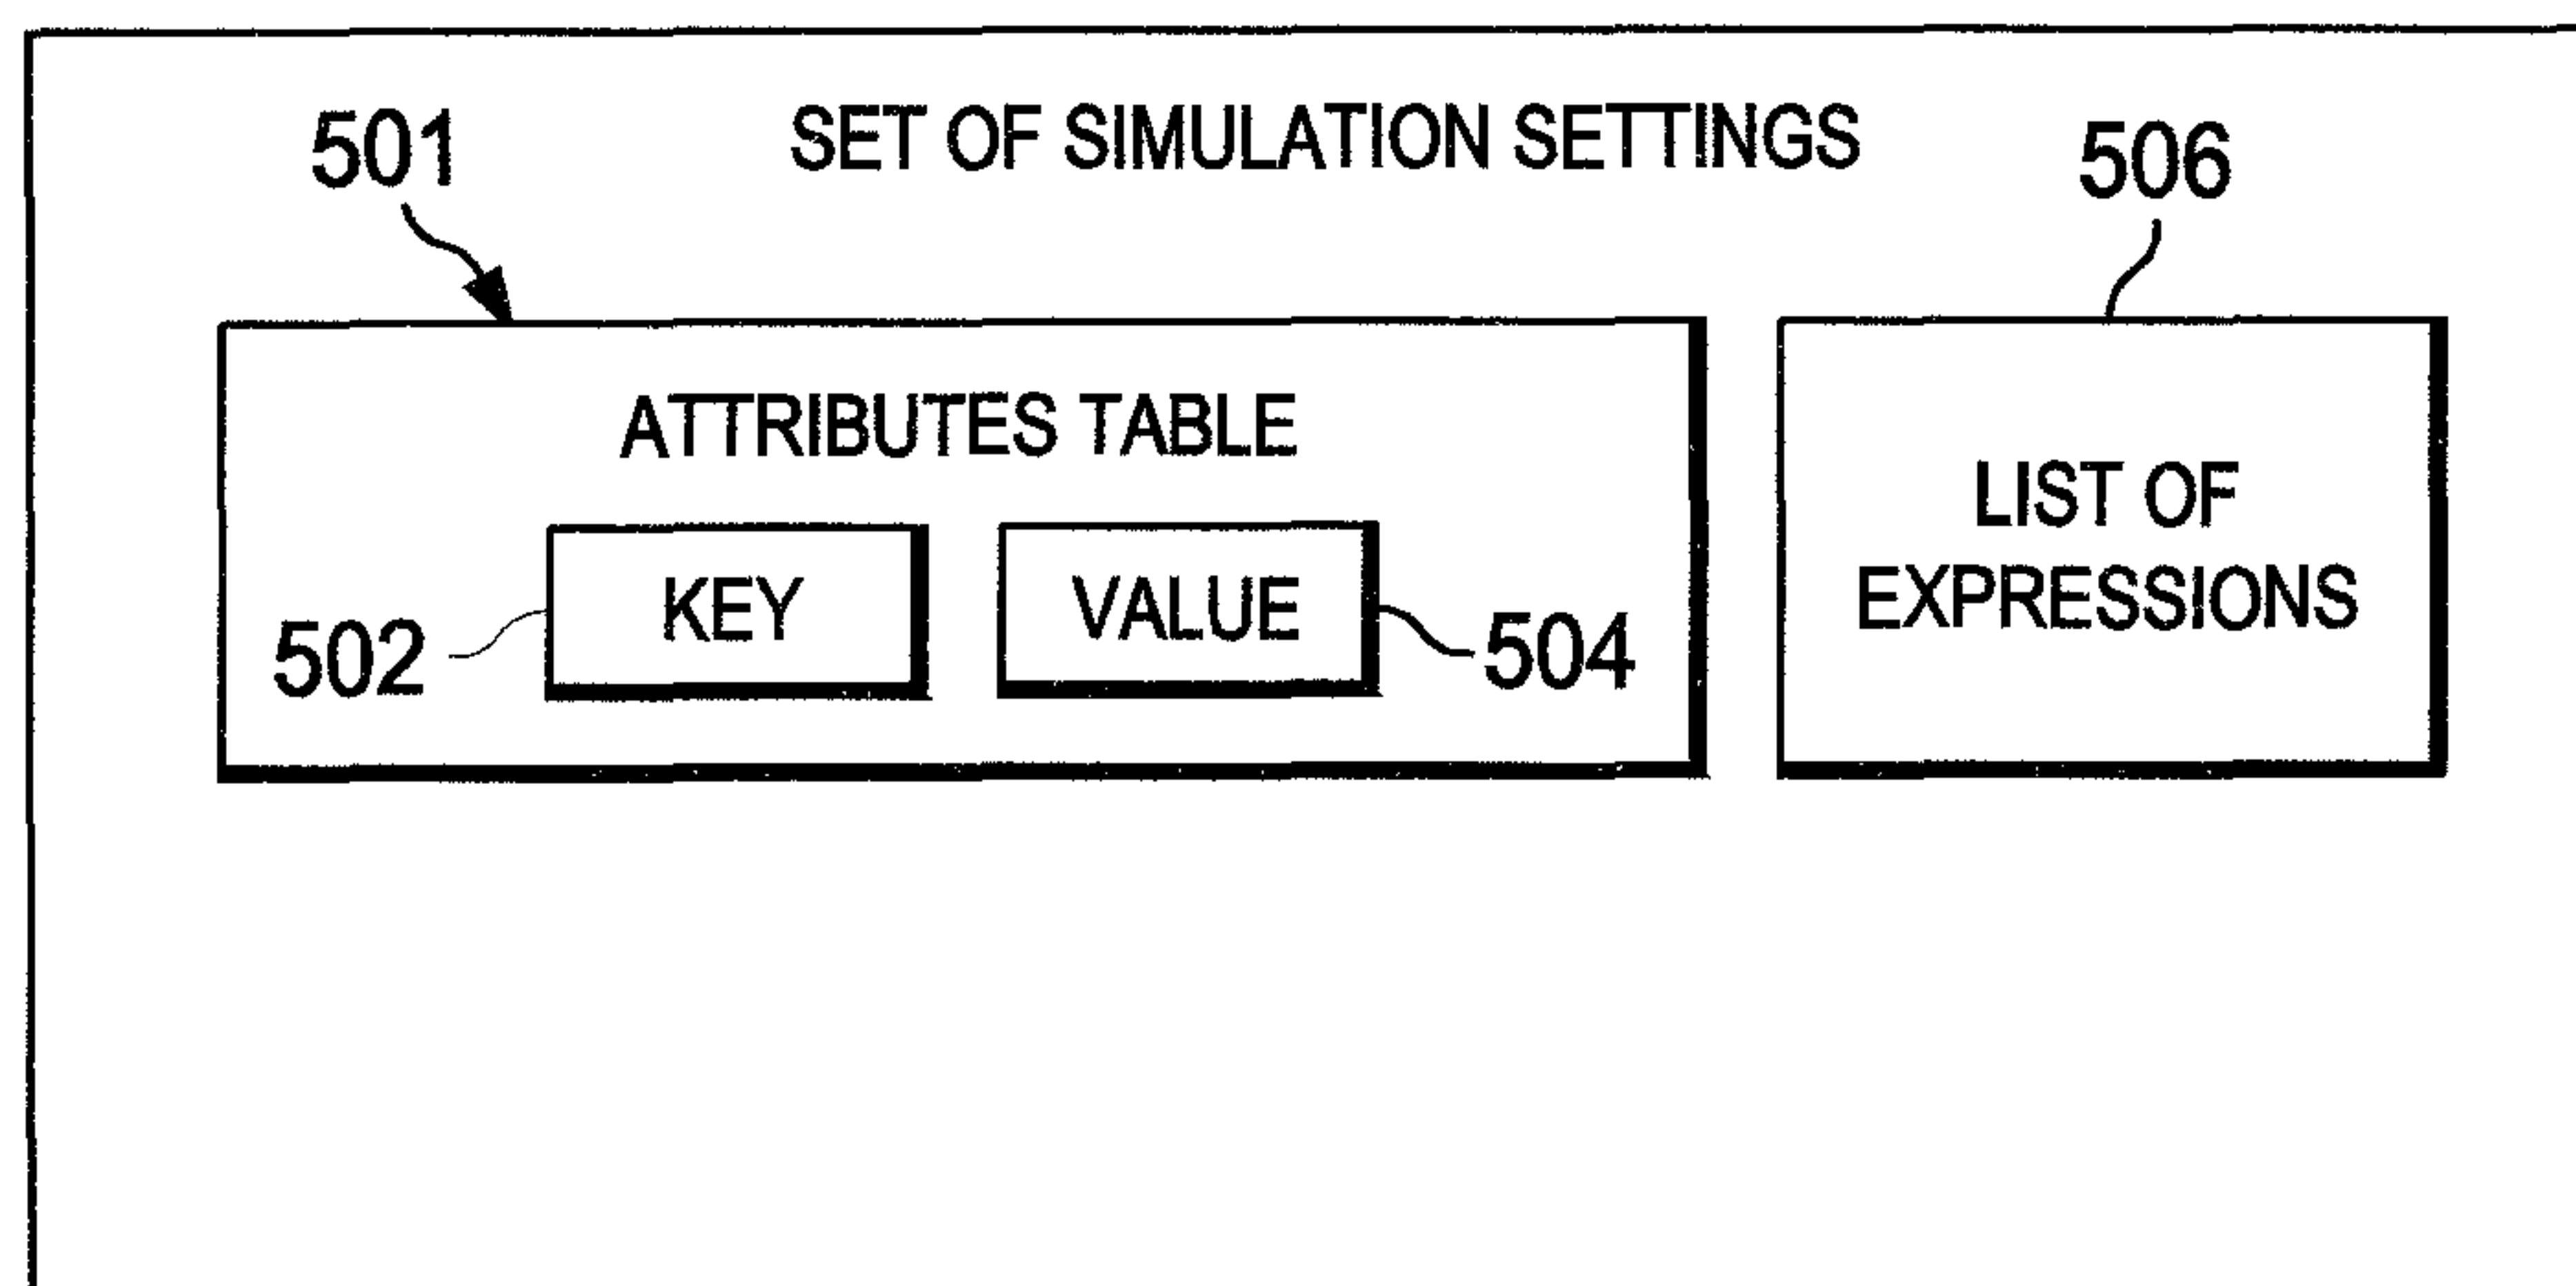 SET OF SIMULATION SETTINGS
501
506
ATTRIBUTES TABLE
LIST OF
EXPRESSIONS
KEY
VALUE
502
504